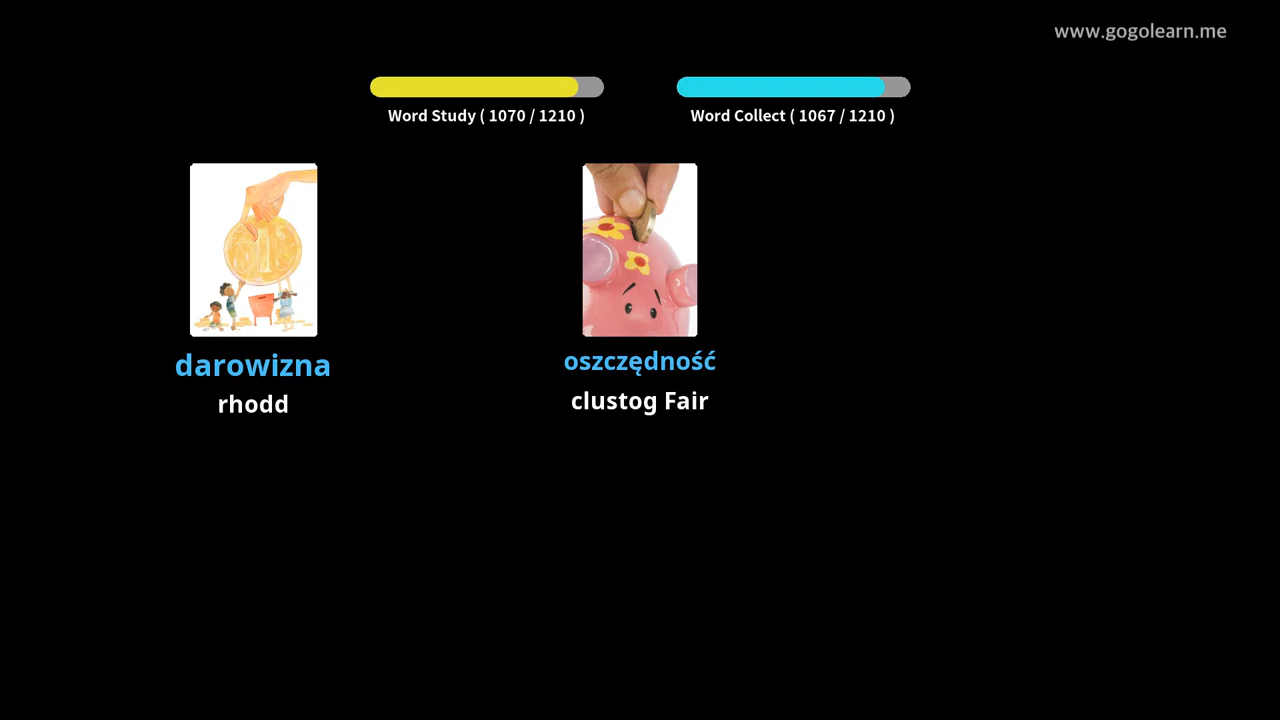 www.gogolearn.me
Word Study ( 1070 / 1210 )
Word Collect ( 1067 / 1210 )
darowizna
rhodd
oszczędność
clustog Fair